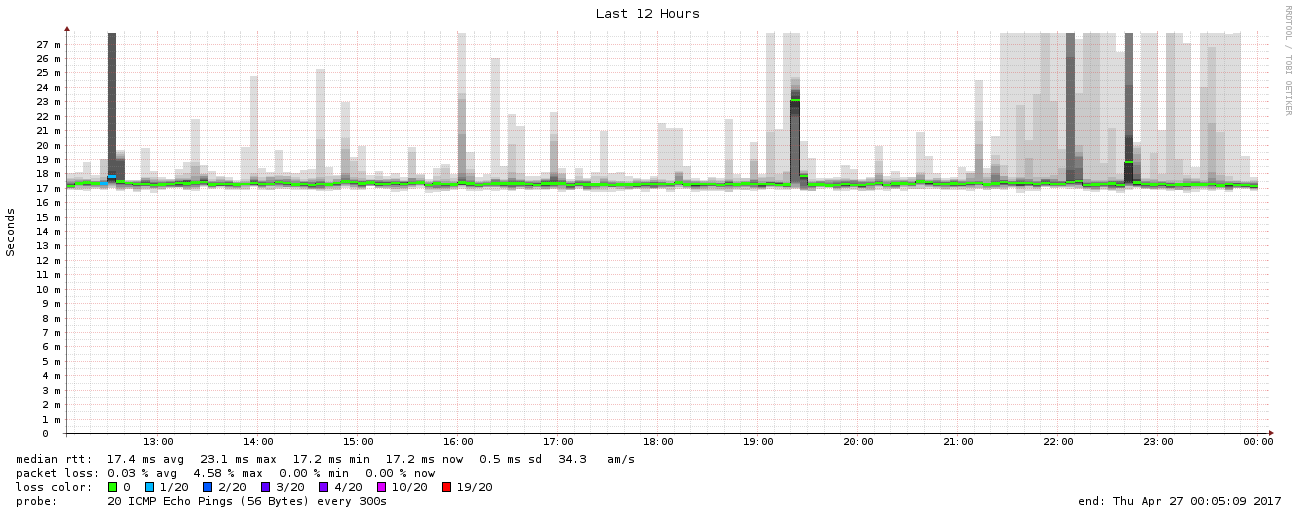 Last 12 Hours
RRDTOOL / TOBI OETIKER
Seconds
27 m
26 m
25 m
24 m
23 m
22 m
21 m
20 m
19 m
18 m
17 m
16 m
15 m
14 m
13 m
12 m
11 m
10 m
9 m
8 m
7 m
6 m
5 m
4 m
3 m
2 m
1 m
0
13:00 14:00 15:00 16:00 17:00 18:00 19:00 20:00 21:00 22:00 23:00 00:00
median rtt: 17.4 ms avg 23.1 ms max 17.2 ms min 17.2 ms now 0.5 ms sd 34.3 am/s
packet loss: 0.03 % avg 4.58 % max 0.00 % min 0.00 % now
loss color: 0 1/20 2/20 3/20 4/20 10/20 19/20
probe: 20 ICMP Echo Pings (56 Bytes) every 300s
end: Thu Apr 27 00:05:09 2017